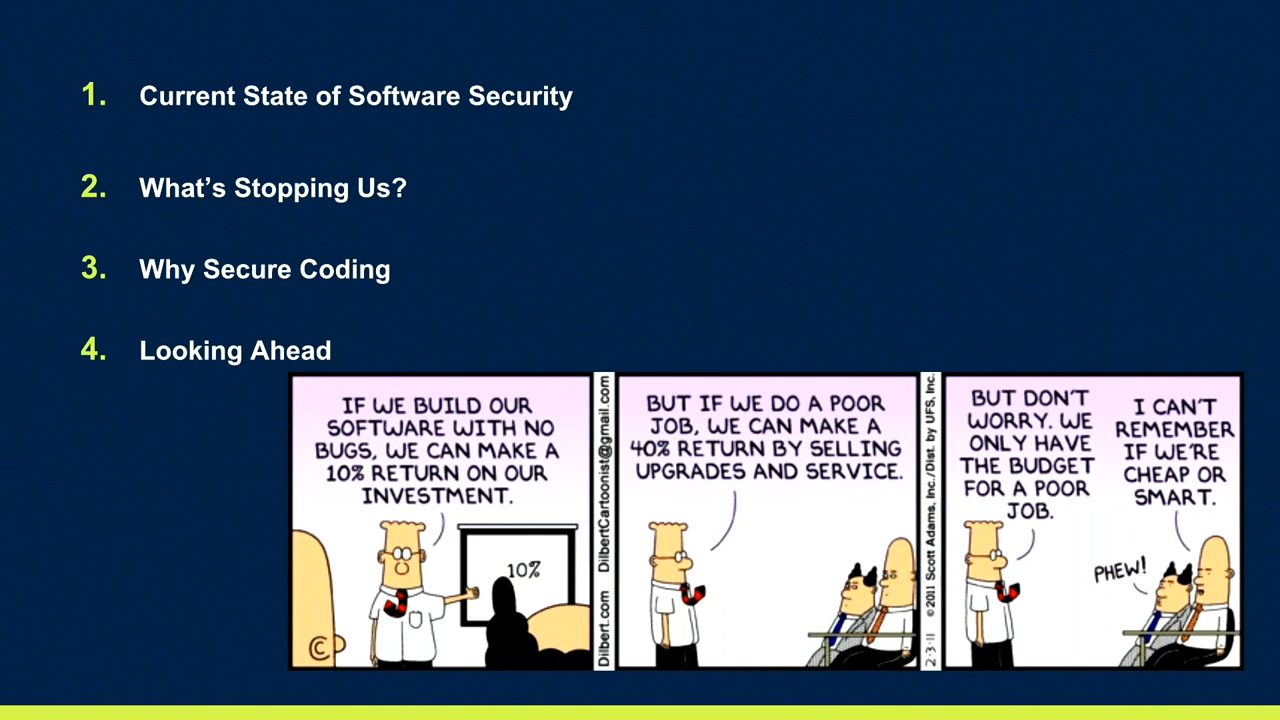 1. Current State of Software Security
2. What’s Stopping Us?
3. Why Secure Coding
4. Looking Ahead
IF WE BUILD OUR
SOFTWARE WITH NO
BUGS, WE CAN MAKE A
10% RETURN ON OUR
INVESTMENT.
10%
Dilbert.com DilbertCartoonist@gmail.com
BUT IF WE DO A POOR
JOB, WE CAN MAKE A
40% RETURN BY SELLING
UPGRADES AND SERVICE.
2-3-11 ©2011 Scott Adams, Inc./Dist. by UFS, Inc.
BUT DON'T
WORRY. WE
ONLY HAVE
THE BUDGET
FOR A POOR
JOB.
I CAN'T
REMEMBER
IF WE'RE
CHEAP OR
SMART.
PHEW!